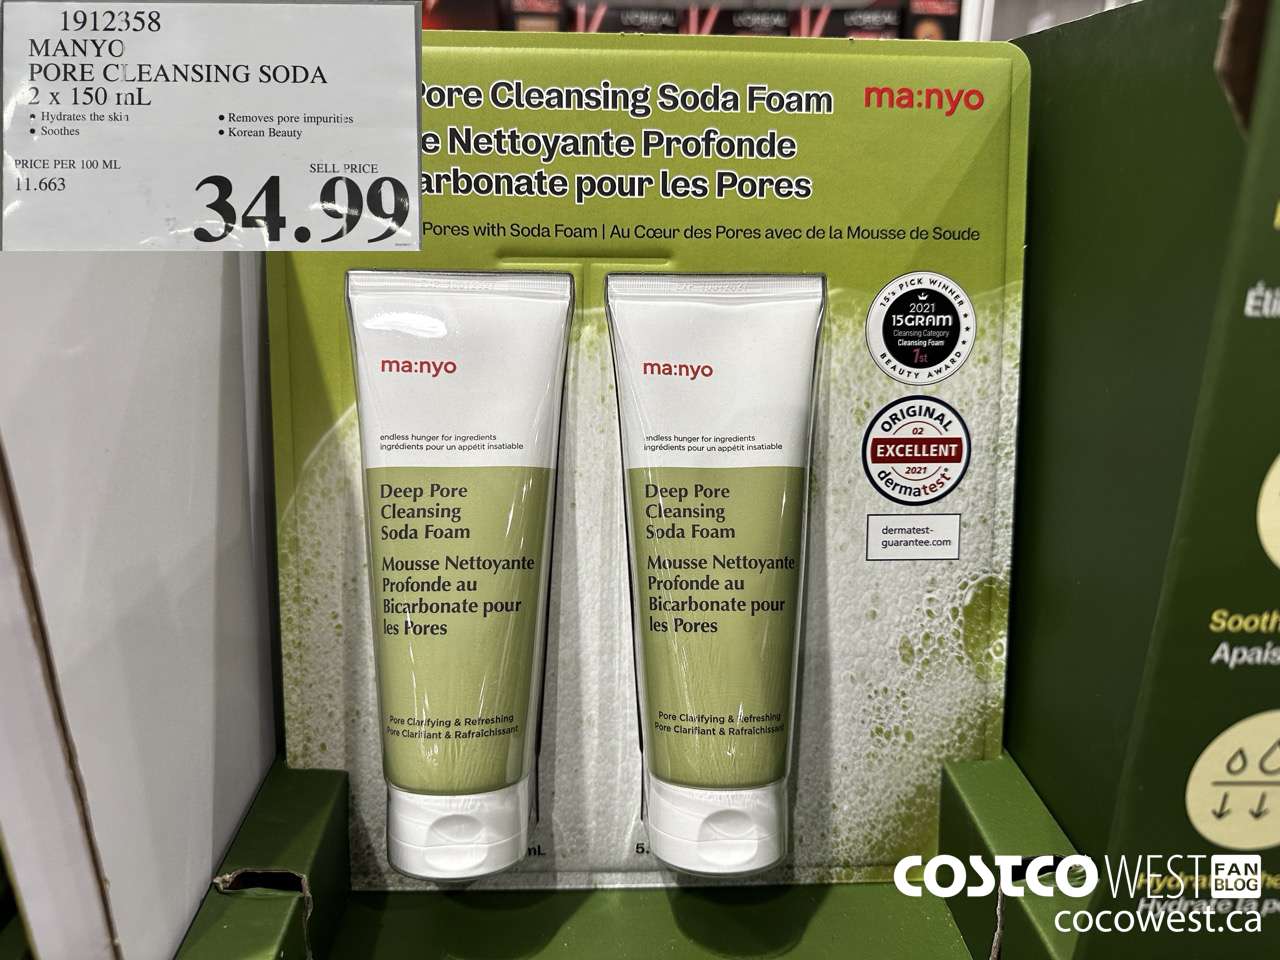 1912358
MANYO
PORE CLEANSING SODA
2 x 150 mL
• Hydrates the skin
• Soothes
• Removes pore impurities
• Korean Beauty
PRICE PER 100 ML
11.663
SELL PRICE
34.99
Pore Cleansing Soda Foam
ma:nyo
e Nettoyante Profonde
arbonate pour les Pores
Pores with Soda Foam | Au Cœur des Pores avec de la Mousse de Soude
ma:nyo
endless hunger for ingredients
ingrédients pour un appétit insatiable
Deep Pore
Cleansing
Soda Foam
Mousse Nettoyante
Profonde au
Bicarbonate pour
les Pores
Pore Clarifying & Refreshing
Pore Clarifiant & Rafraîchissant
mL
ma:nyo
endless hunger for ingredients
ingrédients pour un appétit insatiable
Deep Pore
Cleansing
Soda Foam
Mousse Nettoyante
Profonde au
Bicarbonate pour
les Pores
Pore Clarifying & Refreshing
Pore Clarifiant & Rafraîchissant
5.
15's PICK WINNER
2021
15GRAM
Cleansing Category
Cleansing Foam
1st
BEAUTY AWARD
ORIGINAL
02
EXCELLENT
2021
dermatest®
dermatest-
guarantee.com
L'ORÉAL
L'ORÉAL
Éli
Sooth
Apais
Hydrate la p
COSTCO WEST FAN BLOG
cocowest.ca